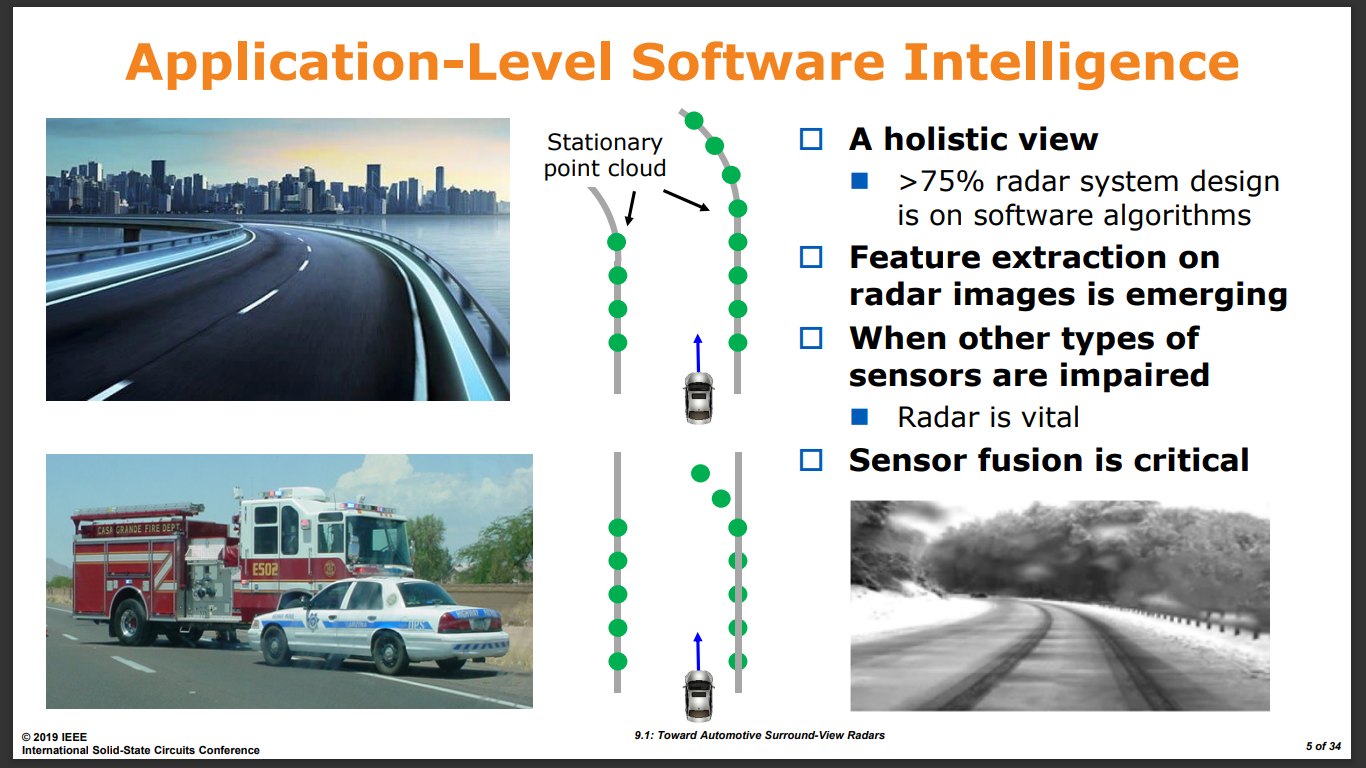 Application-Level Software Intelligence
Stationary
point cloud
A holistic view
>75% radar system design
is on software algorithms
Feature extraction on
radar images is emerging
When other types of
sensors are impaired
Radar is vital
Sensor fusion is critical
CASA GRANDE FIRE DEPT.
E502
HIGHWAY
DPS
© 2019 IEEE
International Solid-State Circuits Conference
9.1: Toward Automotive Surround-View Radars
5 of 34